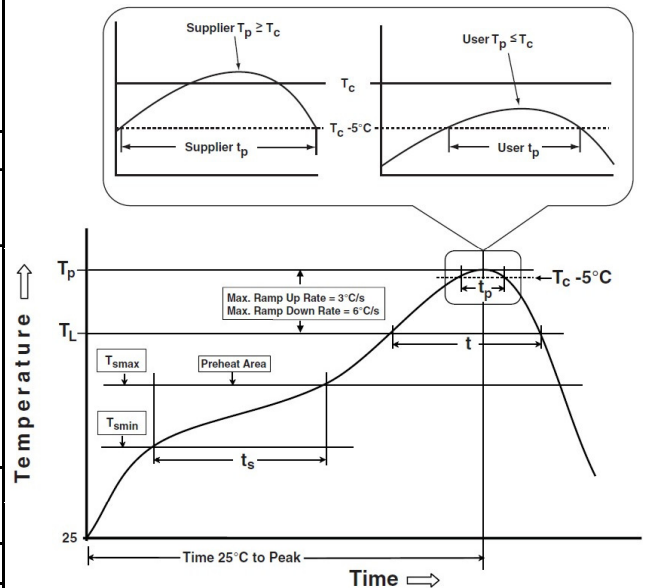 Supplier Tp ≥ Tc
User Tp ≤ Tc
Tc
Tc -5°C
Supplier tp
User tp
Tp
Tc -5°C
tp
Max. Ramp Up Rate = 3°C/s
Max. Ramp Down Rate = 6°C/s
TL
t
Tsmax
Preheat Area
Tsmin
ts
Temperature
25
Time 25°C to Peak
Time